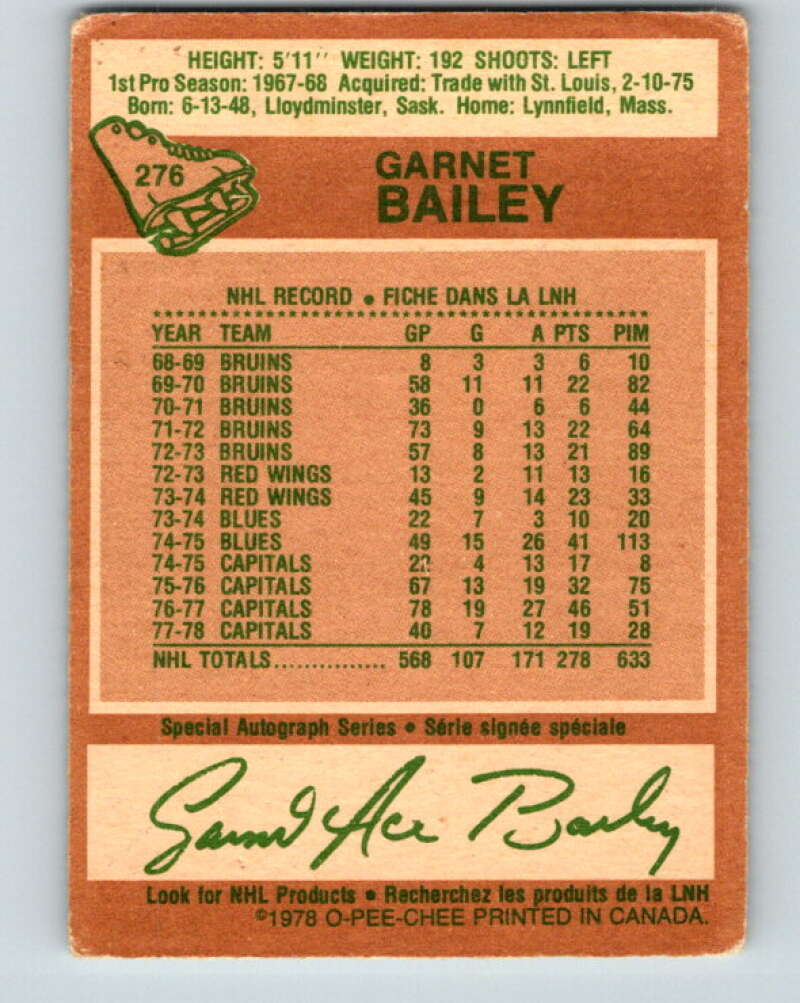 HEIGHT: 5'11'' WEIGHT: 192 SHOOTS: LEFT
1st Pro Season: 1967-68 Acquired: Trade with St. Louis, 2-10-75
Born: 6-13-48, Lloydminster, Sask. Home: Lynnfield, Mass.
276
GARNET
BAILEY
NHL RECORD • FICHE DANS LA LNH
YEAR TEAM GP G A PTS PIM
68-69 BRUINS 8 3 3 6 10
69-70 BRUINS 58 11 11 22 82
70-71 BRUINS 36 0 6 6 44
71-72 BRUINS 73 9 13 22 64
72-73 BRUINS 57 8 13 21 89
72-73 RED WINGS 13 2 11 13 16
73-74 RED WINGS 45 9 14 23 33
73-74 BLUES 22 7 3 10 20
74-75 BLUES 49 15 26 41 113
74-75 CAPITALS 22 4 13 17 8
75-76 CAPITALS 67 13 19 32 75
76-77 CAPITALS 78 19 27 46 51
77-78 CAPITALS 40 7 12 19 28
NHL TOTALS............... 568 107 171 278 633
Special Autograph Series • Série signée spéciale
Garnet Ace Bailey
Look for NHL Products • Recherchez les produits de la LNH
©1978 O-PEE-CHEE PRINTED IN CANADA.